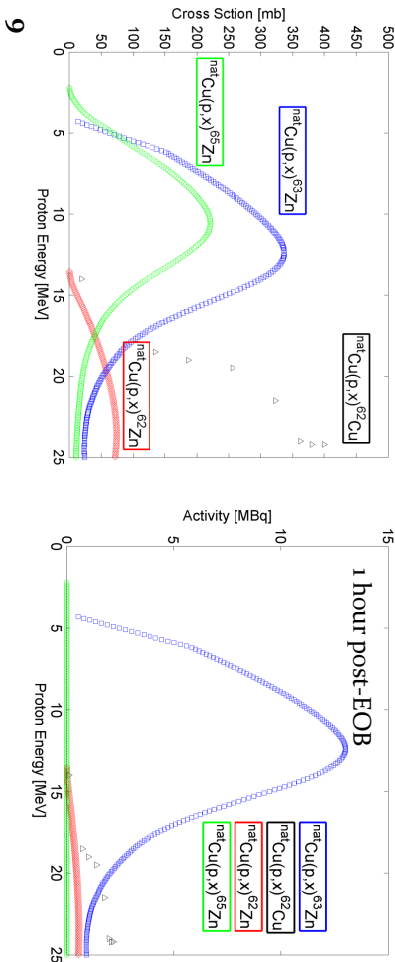 Cross Sction [mb]
500
450
400
350
300
250
200
150
100
50
0
natCu(p,x)62Cu
natCu(p,x)63Zn
natCu(p,x)65Zn
natCu(p,x)62Zn
5
10
15
20
25
Proton Energy [MeV]
Activity [MBq]
15
10
5
0
1 hour post-EOB
natCu(p,x)63Zn
natCu(p,x)62Cu
natCu(p,x)62Zn
natCu(p,x)65Zn
0
5
10
15
20
25
Proton Energy [MeV]
9